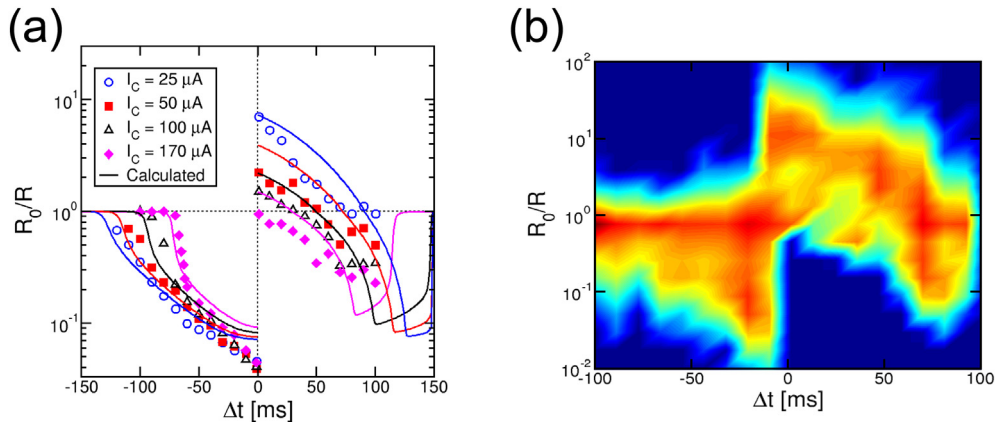 (a)
I_C = 25 μA
I_C = 50 μA
I_C = 100 μA
I_C = 170 μA
Calculated
10
1.0
10^-1
R_0/R
-150 -100 -50 0 50 100 150
Δt [ms]
(b)
10^2
10^1
10^0
10^-1
10^-2
R_0/R
-100 -50 0 50 100
Δt [ms]